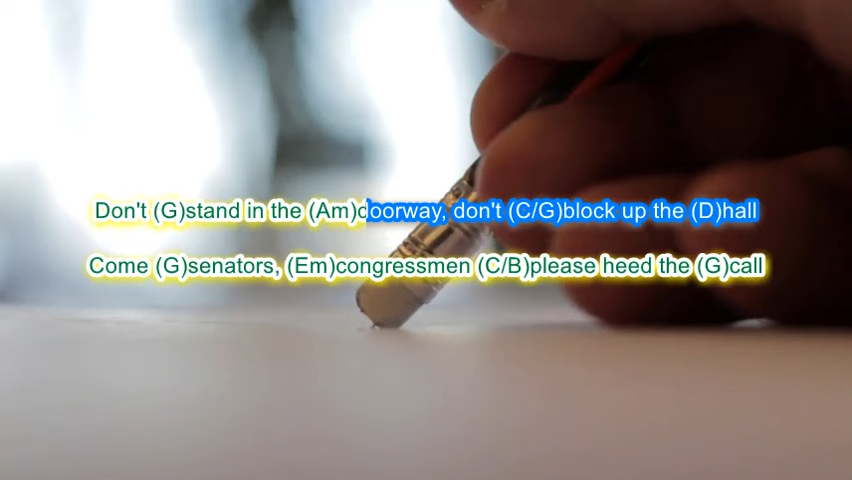 Don't (G)stand in the (Am)doorway, don't (C/G)block up the (D)hall
Come (G)senators, (Em)congressmen (C/B)please heed the (G)call